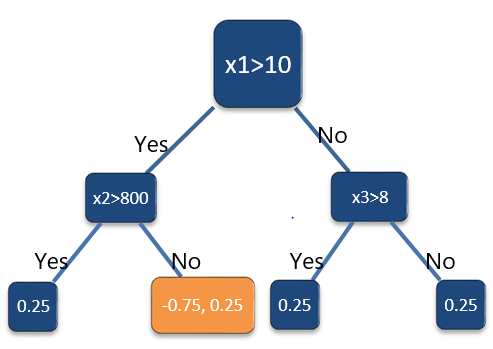 x1>10
Yes
No
x2>800
x3>8
Yes
No
Yes
No
0.25
-0.75, 0.25
0.25
0.25